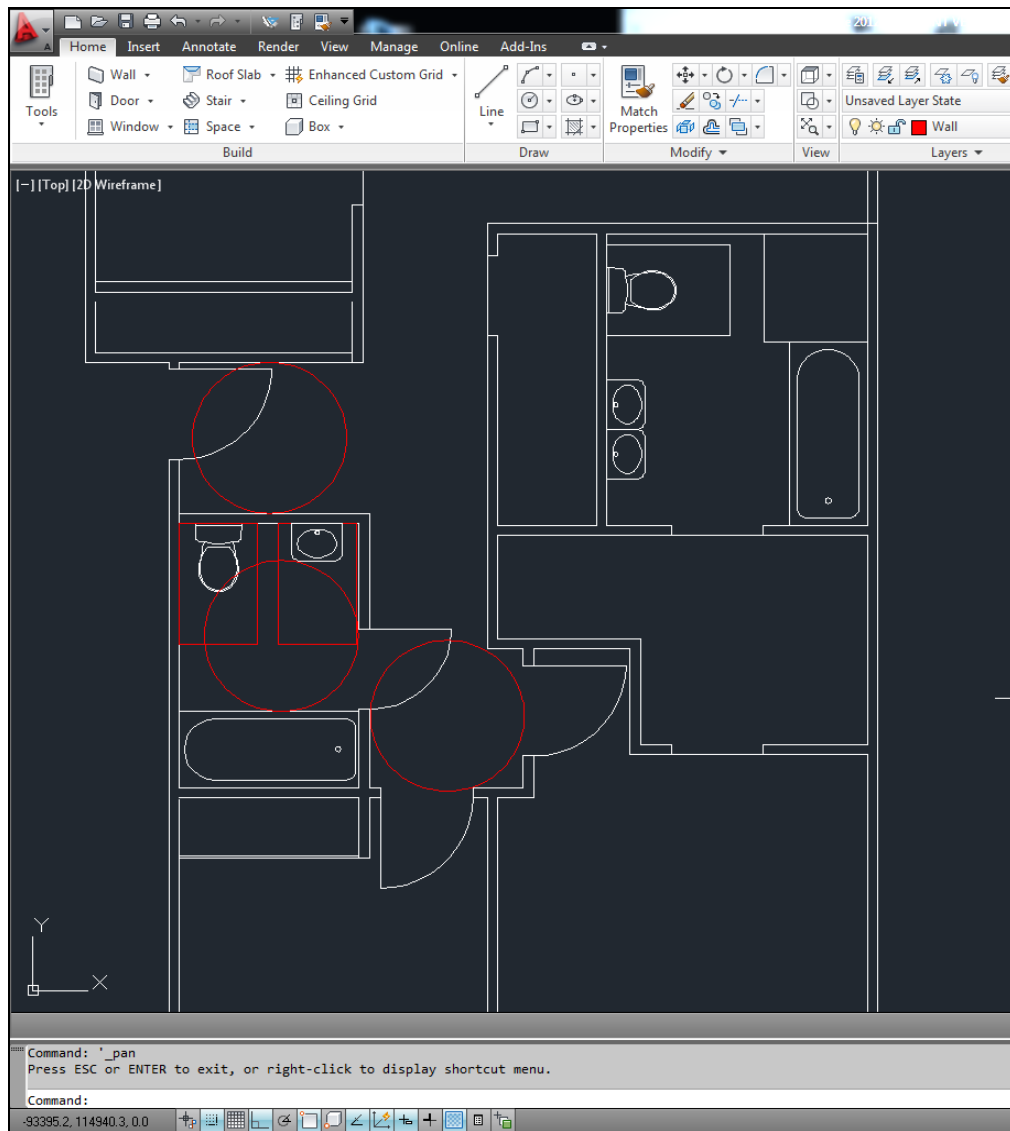 201
A
Home Insert Annotate Render View Manage Online Add-Ins
Tools
Wall
Roof Slab
Enhanced Custom Grid
Door
Stair
Ceiling Grid
Window
Space
Box
Build
Line
Draw
Match
Properties
Modify
View
Unsaved Layer State
Wall
Layers
[−] [Top] [2D Wireframe]
Y
X
Command: '_pan
Press ESC or ENTER to exit, or right-click to display shortcut menu.
Command:
-93395.2, 114940.3, 0.0